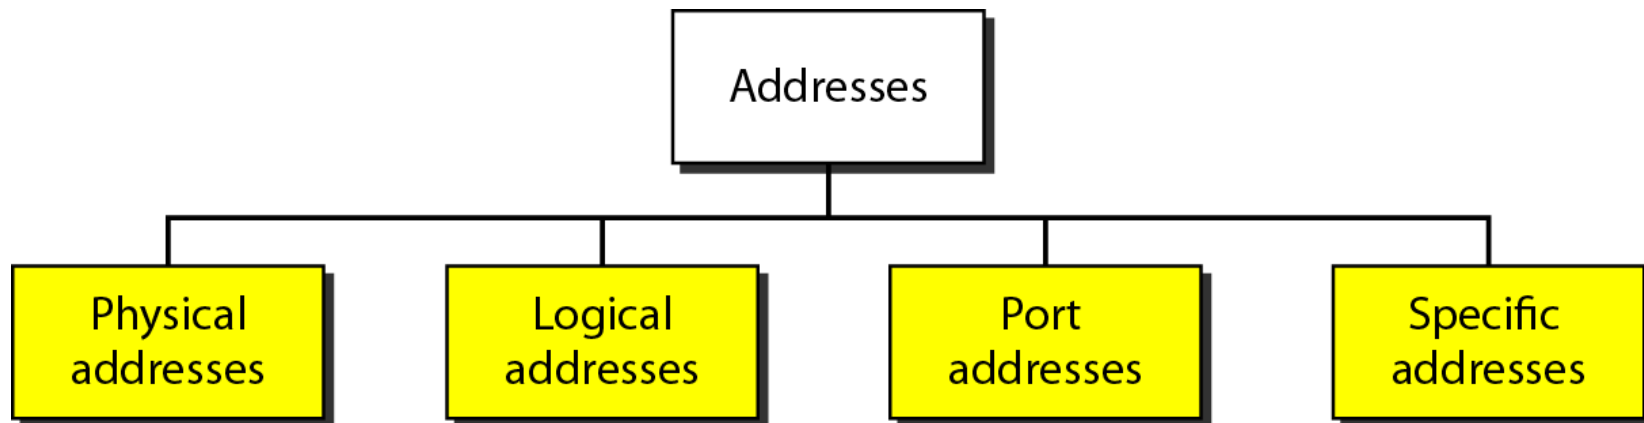 Addresses
Physical
addresses
Logical
addresses
Port
addresses
Specific
addresses